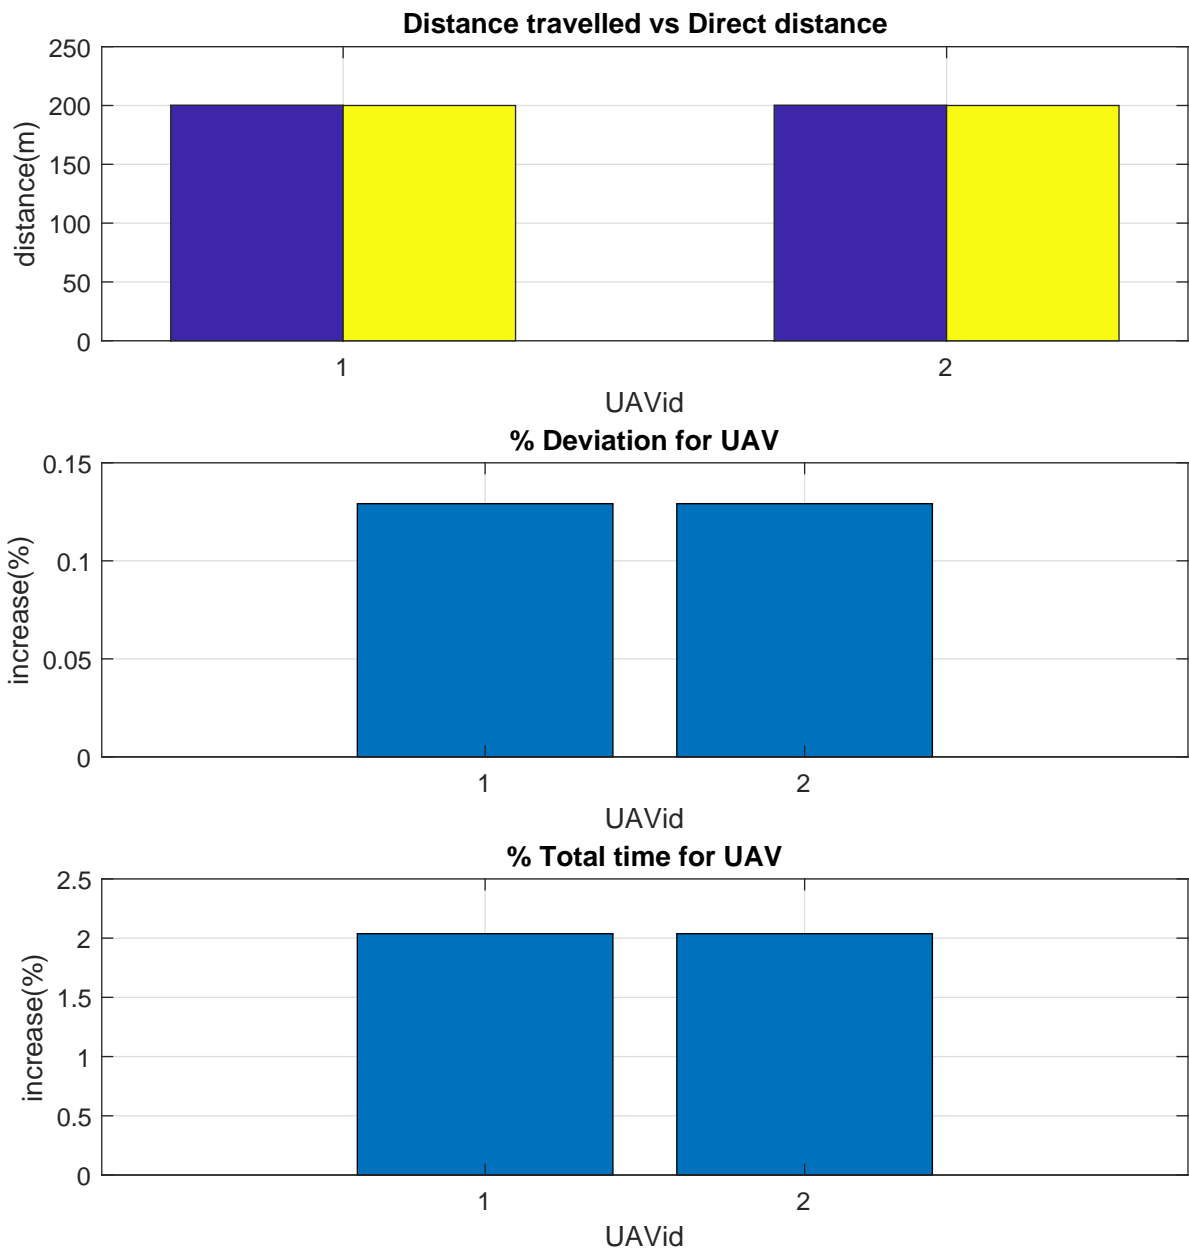 Distance travelled vs Direct distance
250
200
150
100
50
0
distance(m)
1 2
UAVid
% Deviation for UAV
0.15
0.1
0.05
0
increase(%)
1 2
UAVid
% Total time for UAV
2.5
2
1.5
1
0.5
0
increase(%)
1 2
UAVid